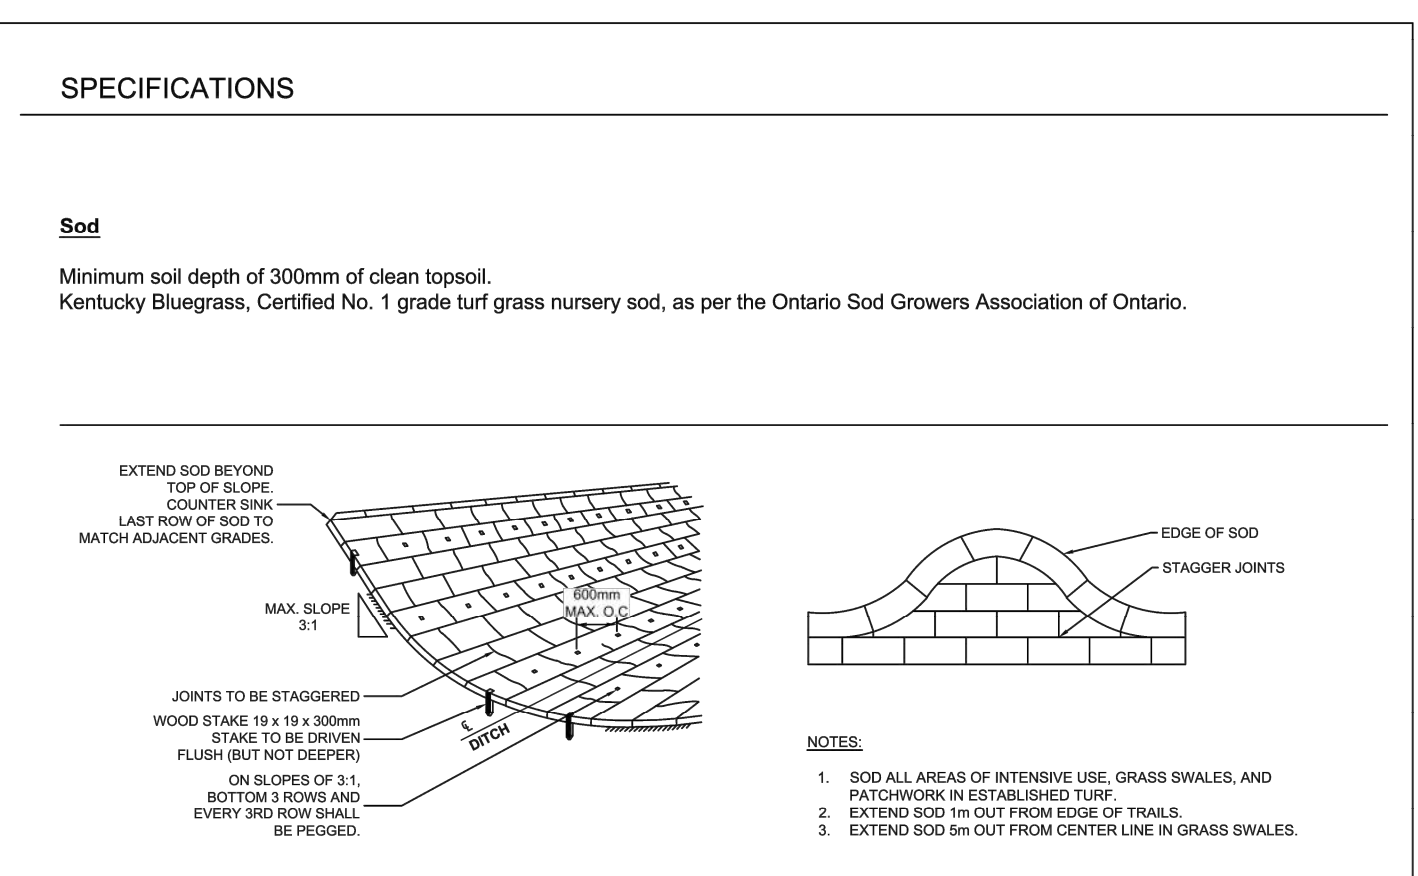 SPECIFICATIONS
Sod
Minimum soil depth of 300mm of clean topsoil.
Kentucky Bluegrass, Certified No. 1 grade turf grass nursery sod, as per the Ontario Sod Growers Association of Ontario.
EXTEND SOD BEYOND
TOP OF SLOPE.
COUNTER SINK
LAST ROW OF SOD TO
MATCH ADJACENT GRADES.
600mm
MAX. O.C
MAX. SLOPE
3:1
JOINTS TO BE STAGGERED
WOOD STAKE 19 x 19 x 300mm
STAKE TO BE DRIVEN
FLUSH (BUT NOT DEEPER)
℄
DITCH
ON SLOPES OF 3:1,
BOTTOM 3 ROWS AND
EVERY 3RD ROW SHALL
BE PEGGED.
EDGE OF SOD
STAGGER JOINTS
NOTES:
1. SOD ALL AREAS OF INTENSIVE USE, GRASS SWALES, AND
PATCHWORK IN ESTABLISHED TURF.
2. EXTEND SOD 1m OUT FROM EDGE OF TRAILS.
3. EXTEND SOD 5m OUT FROM CENTER LINE IN GRASS SWALES.